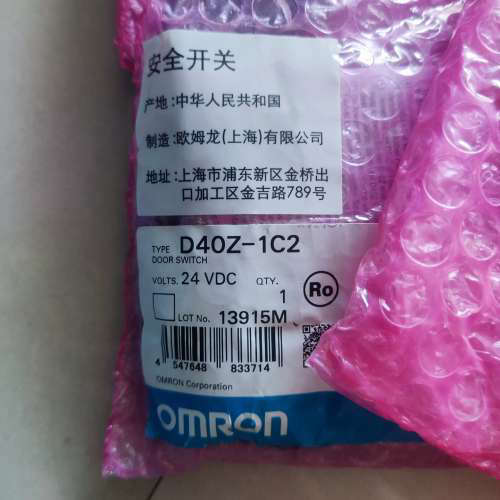 安全开关
产地:中华人民共和国
制造:欧姆龙(上海)有限公司
地址:上海市浦东新区金桥出
口加工区金吉路789号
TYPE D40Z-1C2
DOOR SWITCH
VOLTS. 24 VDC QTY.
1
Ro
LOT No. 13915M
4 547648 833714
OMRON Corporation
OMRON